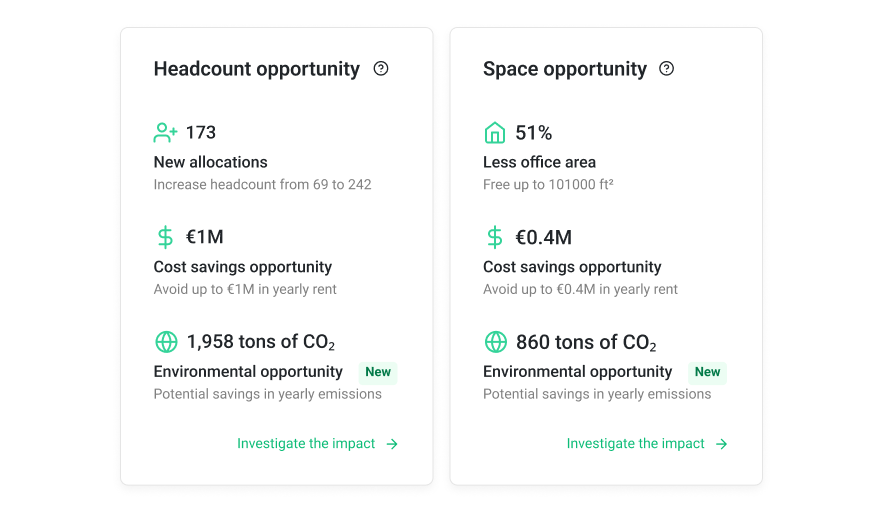 Headcount opportunity
173
New allocations
Increase headcount from 69 to 242
€1M
Cost savings opportunity
Avoid up to €1M in yearly rent
1,958 tons of CO₂
Environmental opportunity New
Potential savings in yearly emissions
Investigate the impact →
Space opportunity
51%
Less office area
Free up to 101000 ft²
€0.4M
Cost savings opportunity
Avoid up to €0.4M in yearly rent
860 tons of CO₂
Environmental opportunity New
Potential savings in yearly emissions
Investigate the impact →